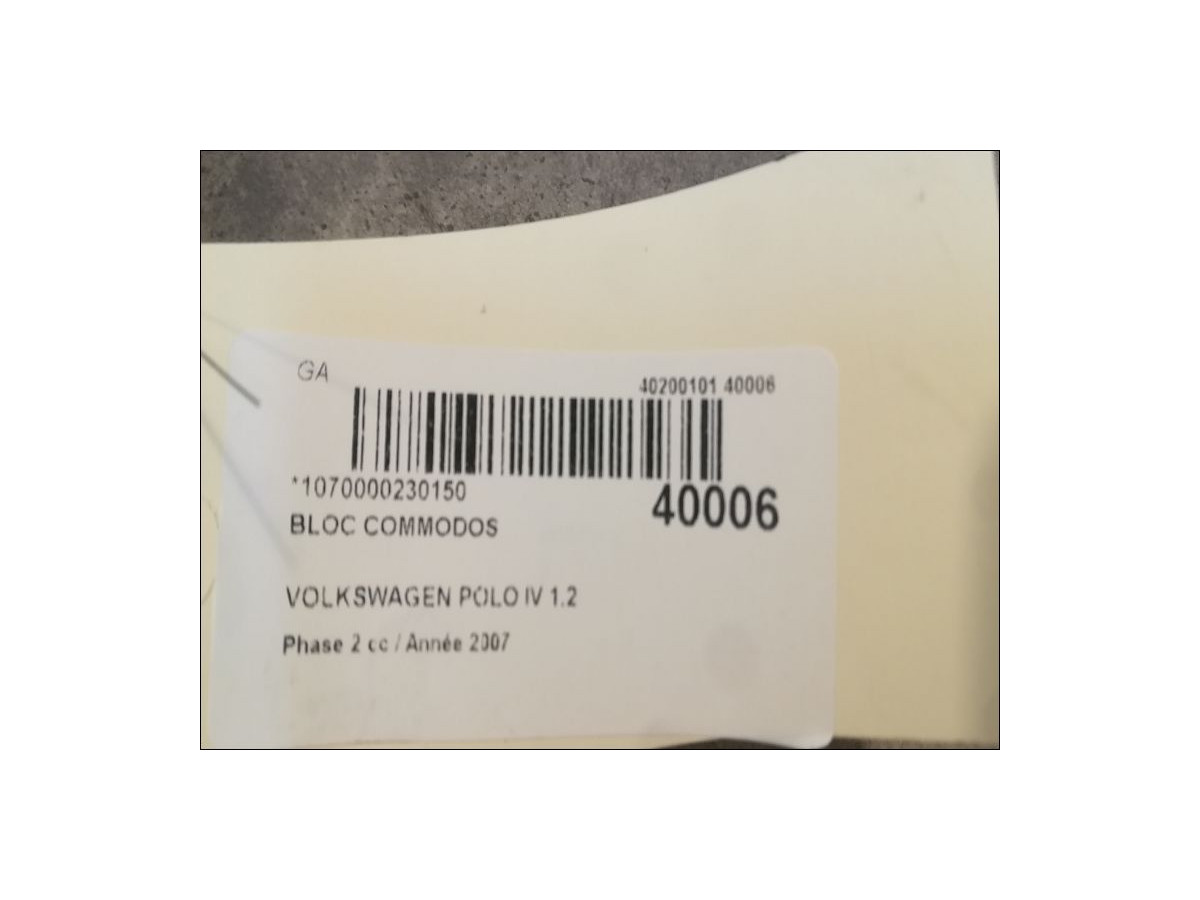 GA
40200101 40006
*1070000230150
40006
BLOC COMMODOS
VOLKSWAGEN POLO IV 1.2
Phase 2 cc / Année 2007